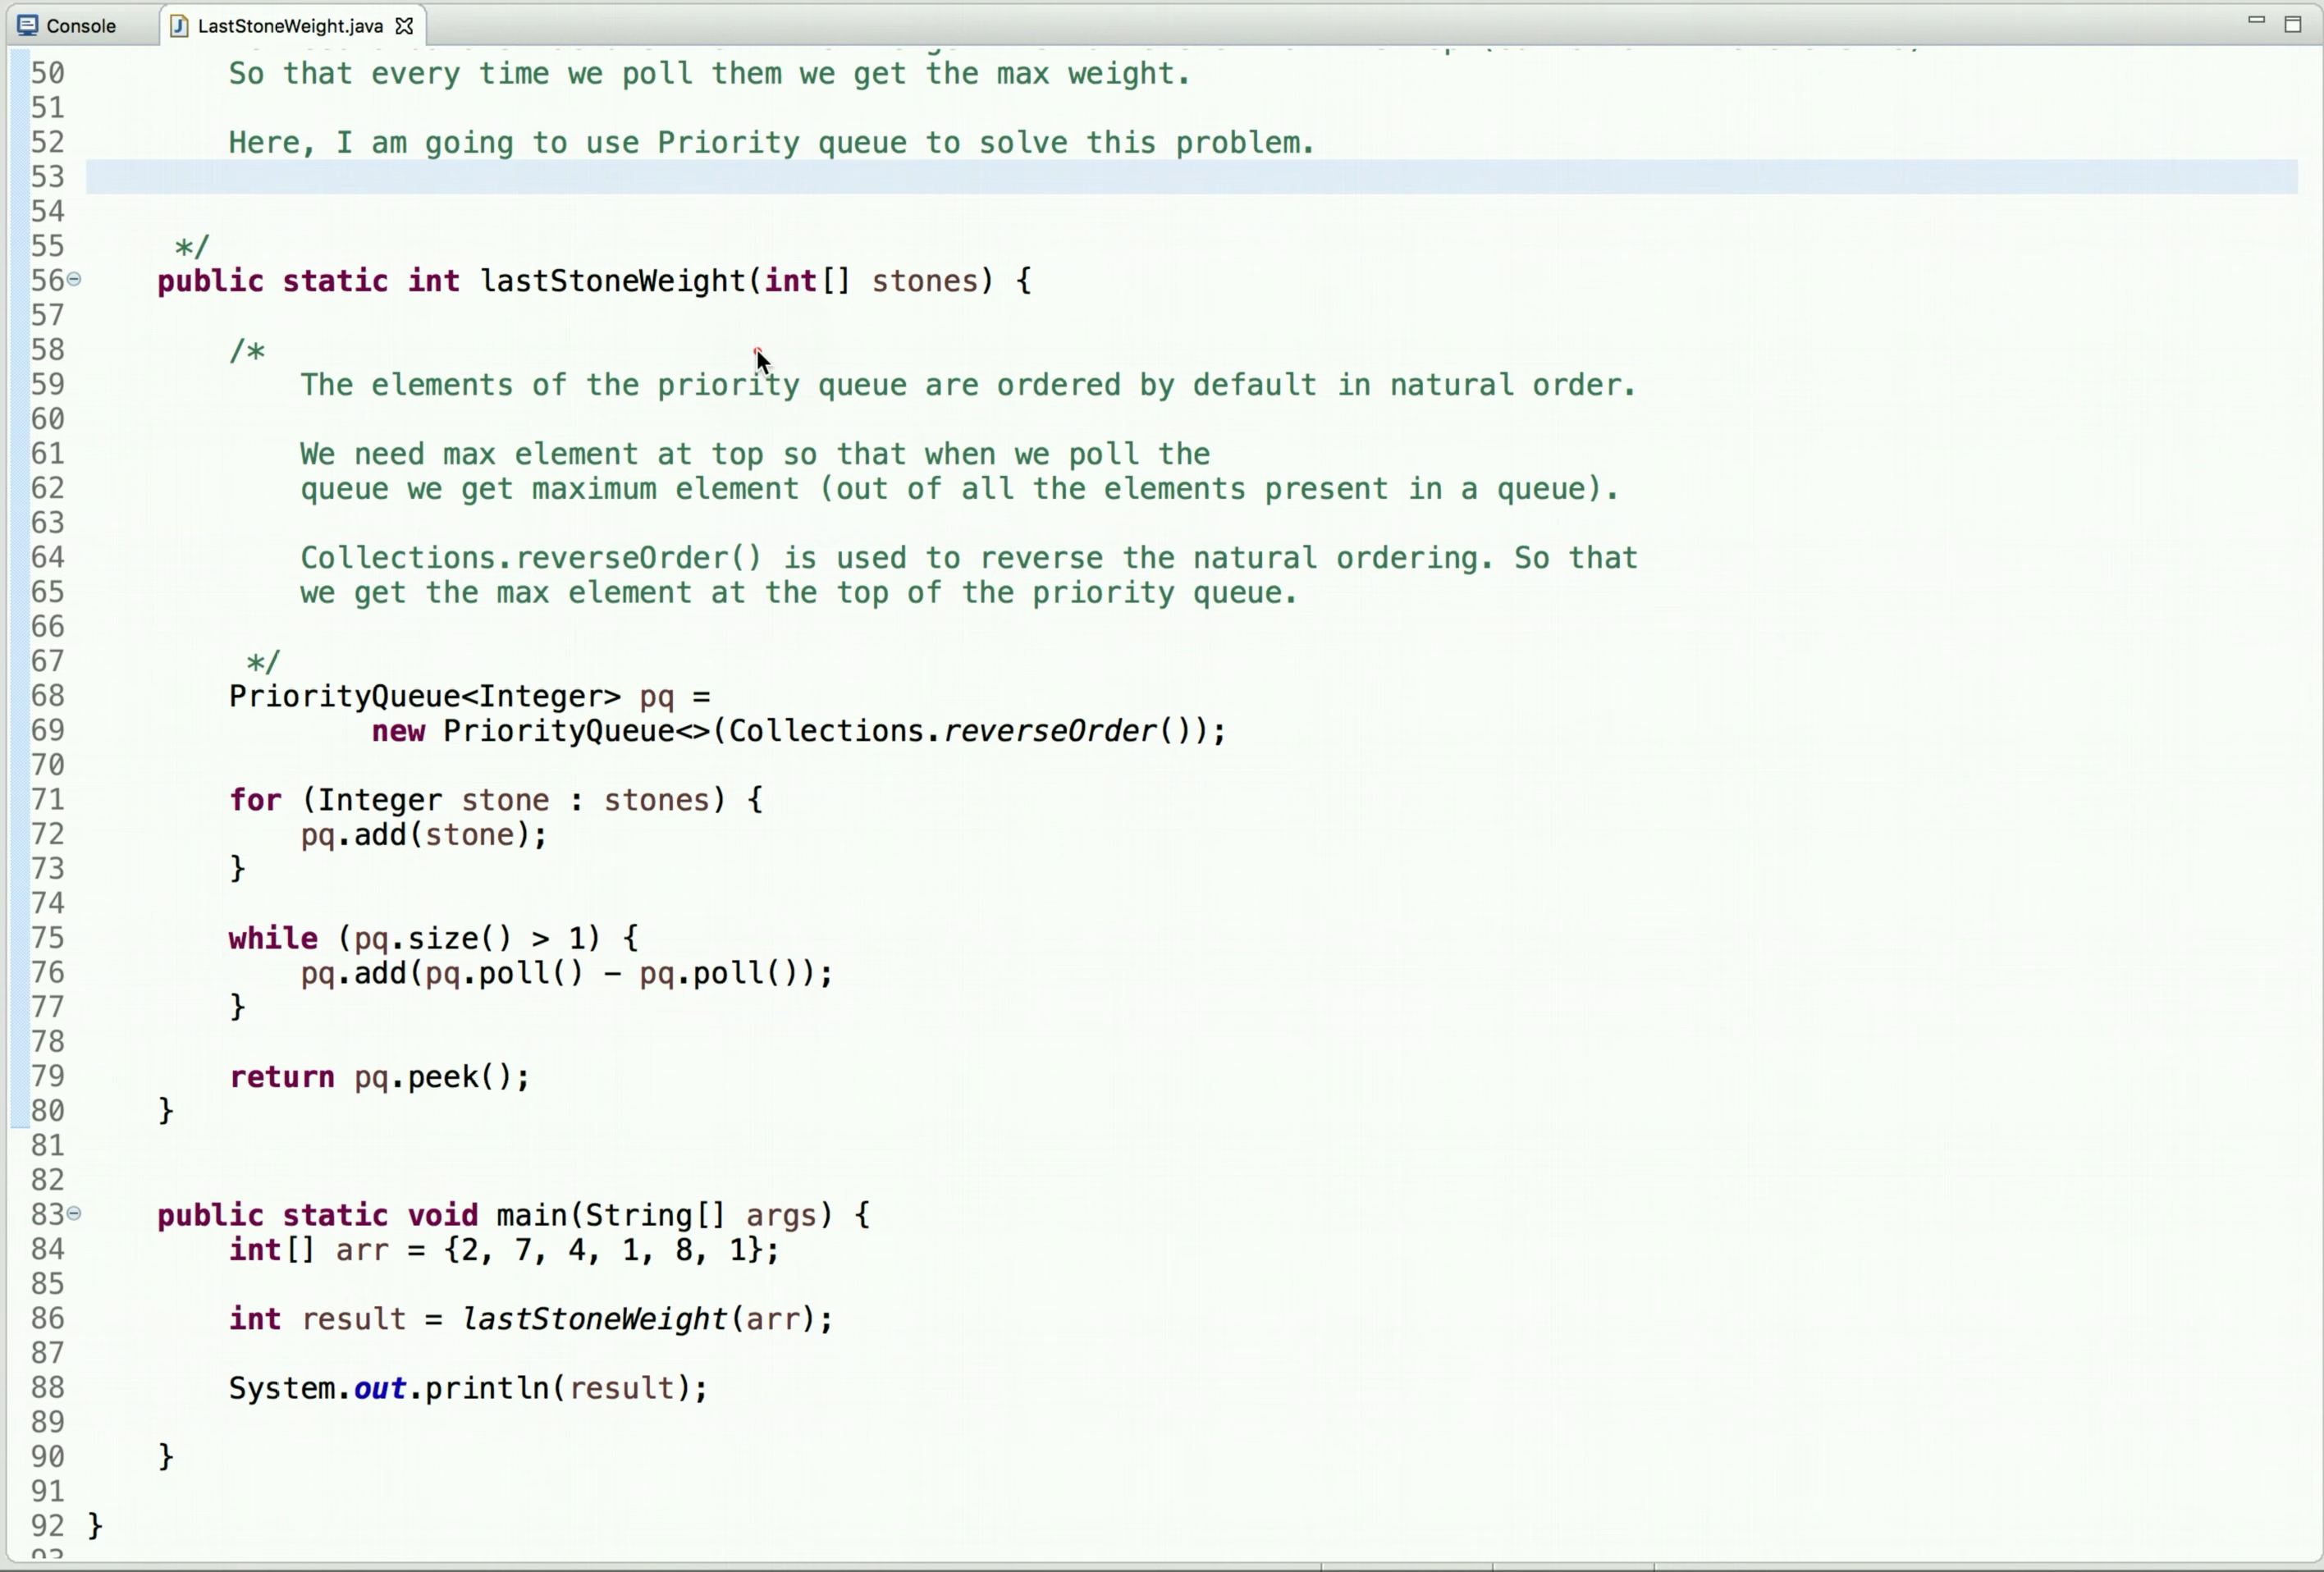 Console LastStoneWeight.java
50 So that every time we poll them we get the max weight.
51
52 Here, I am going to use Priority queue to solve this problem.
53
54
55 */
56 public static int lastStoneWeight(int[] stones) {
57
58 /*
59 The elements of the priority queue are ordered by default in natural order.
60
61 We need max element at top so that when we poll the
62 queue we get maximum element (out of all the elements present in a queue).
63
64 Collections.reverseOrder() is used to reverse the natural ordering. So that
65 we get the max element at the top of the priority queue.
66
67 */
68 PriorityQueue<Integer> pq =
69 new PriorityQueue<>(Collections.reverseOrder());
70
71 for (Integer stone : stones) {
72 pq.add(stone);
73 }
74
75 while (pq.size() > 1) {
76 pq.add(pq.poll() - pq.poll());
77 }
78
79 return pq.peek();
80 }
81
82
83 public static void main(String[] args) {
84 int[] arr = {2, 7, 4, 1, 8, 1};
85
86 int result = lastStoneWeight(arr);
87
88 System.out.println(result);
89
90 }
91
92 }